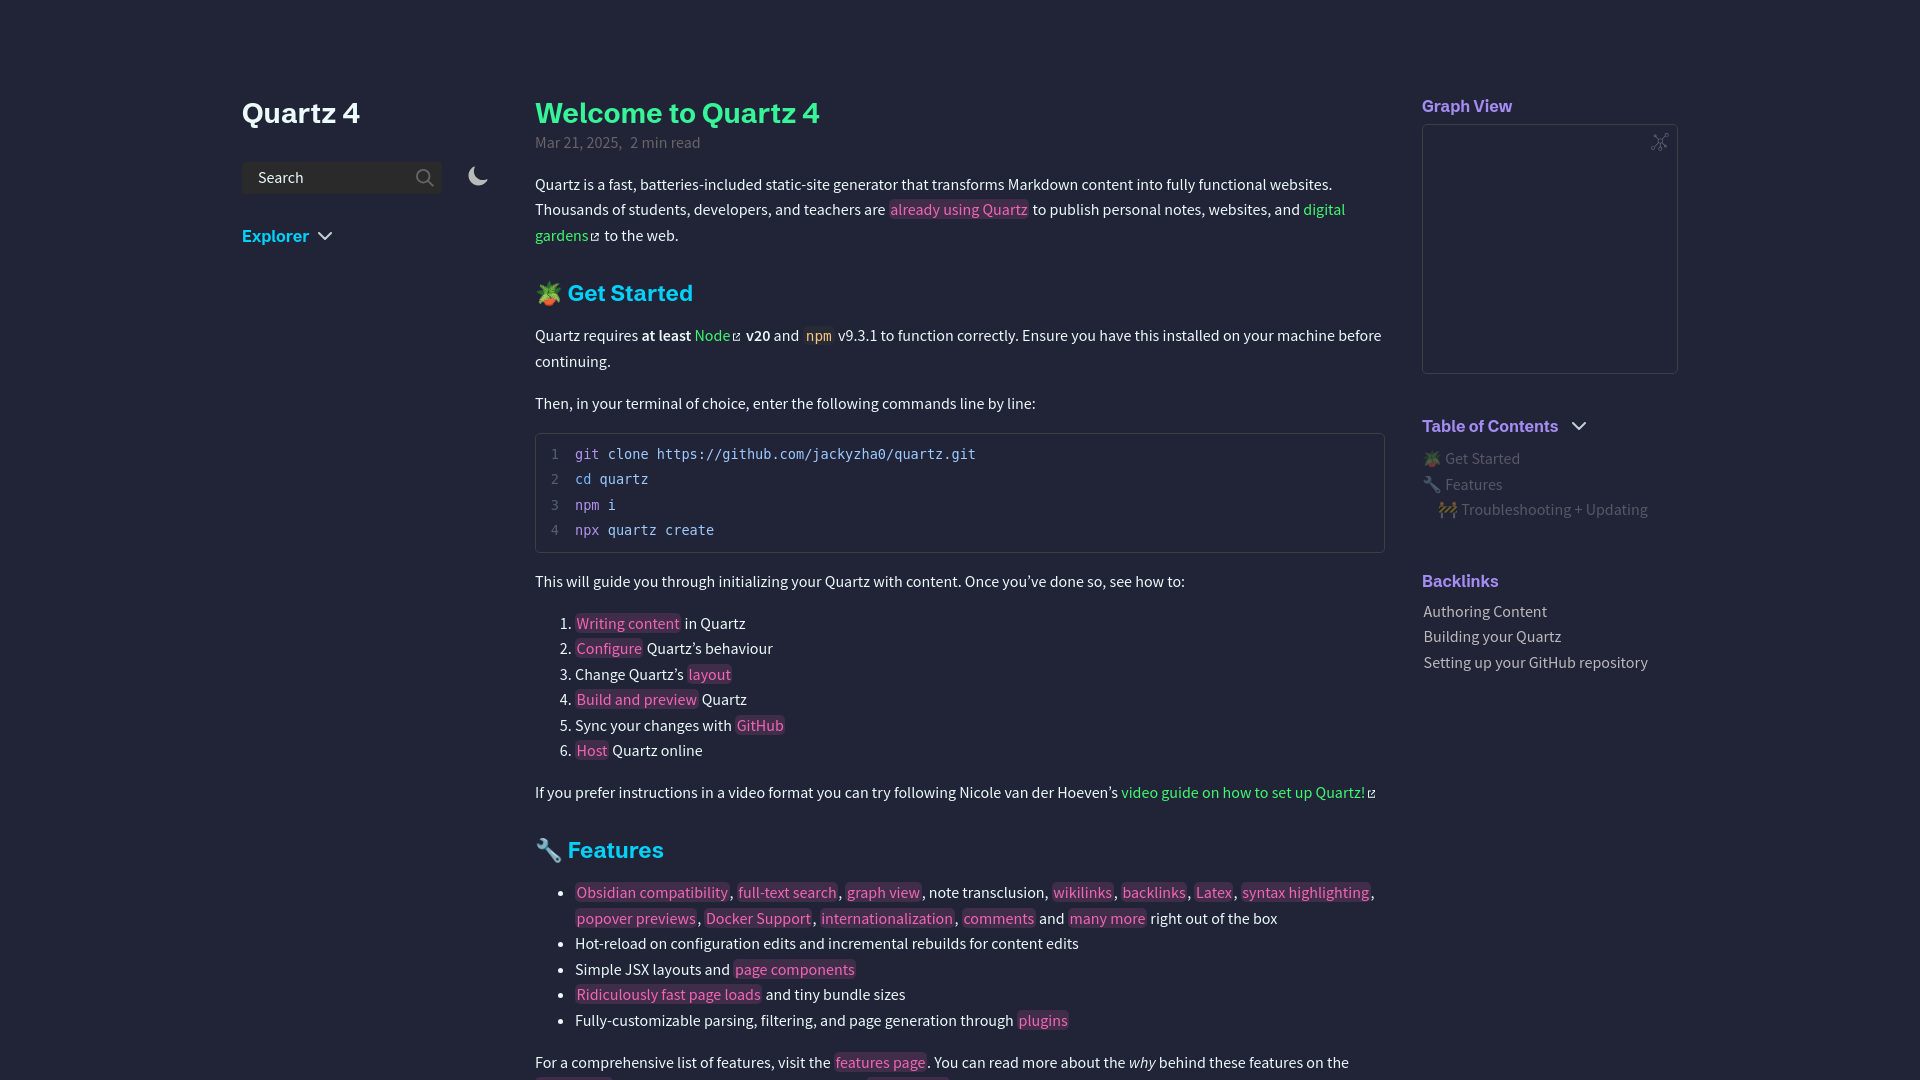 Quartz 4
Search
Explorer
Welcome to Quartz 4
Mar 21, 2025, 2 min read
Quartz is a fast, batteries-included static-site generator that transforms Markdown content into fully functional websites.
Thousands of students, developers, and teachers are already using Quartz to publish personal notes, websites, and digital
gardens to the web.
🪴 Get Started
Quartz requires at least Node v20 and npm v9.3.1 to function correctly. Ensure you have this installed on your machine before
continuing.
Then, in your terminal of choice, enter the following commands line by line:
1 git clone https://github.com/jackyzha0/quartz.git
2 cd quartz
3 npm i
4 npx quartz create
This will guide you through initializing your Quartz with content. Once you’ve done so, see how to:
1. Writing content in Quartz
2. Configure Quartz’s behaviour
3. Change Quartz’s layout
4. Build and preview Quartz
5. Sync your changes with GitHub
6. Host Quartz online
If you prefer instructions in a video format you can try following Nicole van der Hoeven’s video guide on how to set up Quartz!
🔧 Features
• Obsidian compatibility, full-text search, graph view, note transclusion, wikilinks, backlinks, Latex, syntax highlighting,
popover previews, Docker Support, internationalization, comments and many more right out of the box
• Hot-reload on configuration edits and incremental rebuilds for content edits
• Simple JSX layouts and page components
• Ridiculously fast page loads and tiny bundle sizes
• Fully-customizable parsing, filtering, and page generation through plugins
For a comprehensive list of features, visit the features page. You can read more about the why behind these features on the
Graph View
Table of Contents
🪴 Get Started
🔧 Features
🚧 Troubleshooting + Updating
Backlinks
Authoring Content
Building your Quartz
Setting up your GitHub repository